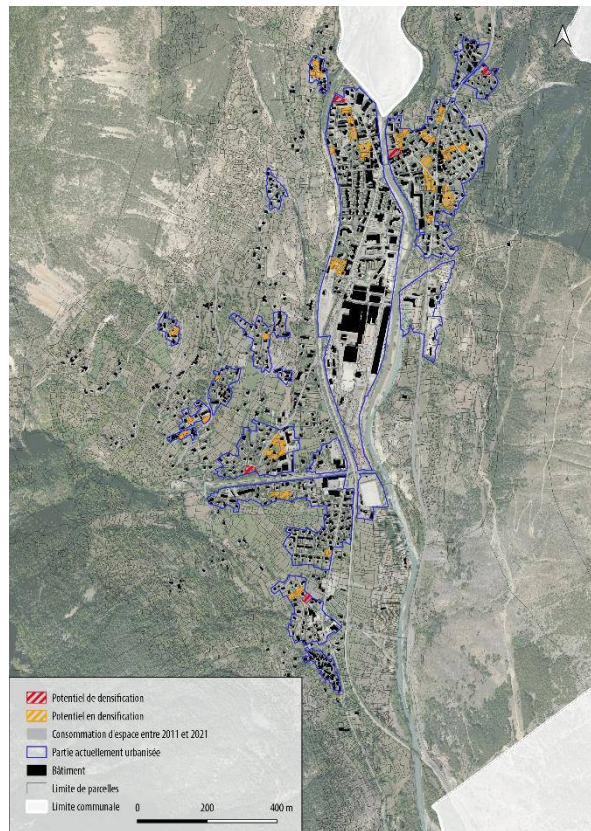 Potentiel de densification
Potentiel en densification
Consommation d'espace entre 2011 et 2021
Partie actuellement urbanisée
Bâtiment
Limite de parcelles
Limite communale
0 200 400 m